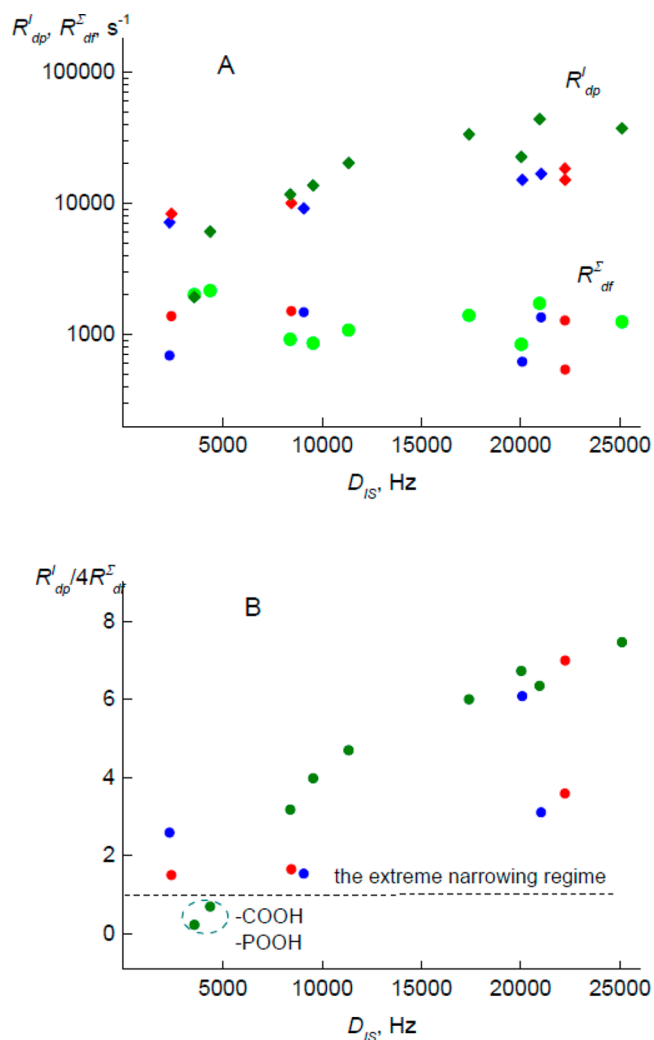 R^I_dp, R^Σ_df, s^-1
A
R^I_dp
100000
10000
R^Σ_df
1000
5000 10000 15000 20000 25000
D_IS, Hz
R^I_dp/4R^Σ_df
B
8
6
4
2
the extreme narrowing regime
-COOH
0
-POOH
5000 10000 15000 20000 25000
D_IS, Hz